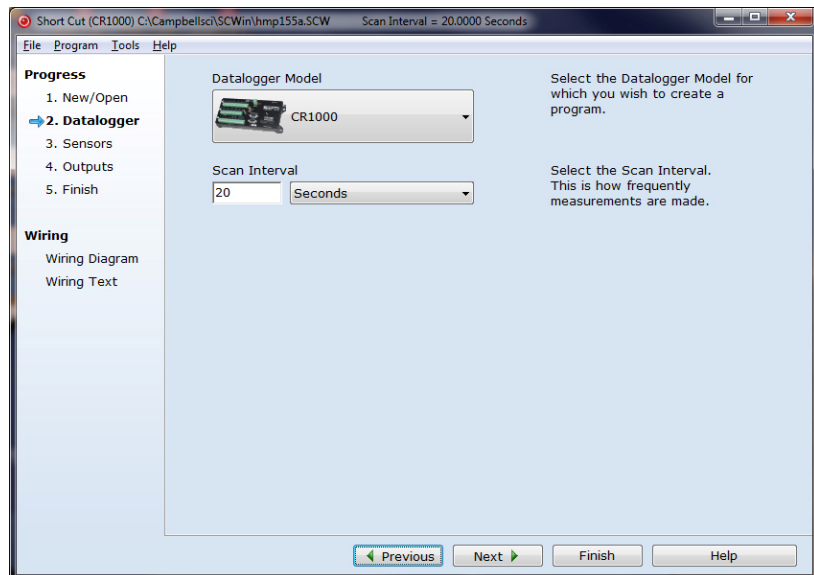 Short Cut (CR1000) C:\Campbellsci\SCWin\hmp155a.SCW Scan Interval = 20.0000 Seconds
File Program Tools Help
Progress
1. New/Open
2. Datalogger
3. Sensors
4. Outputs
5. Finish
Wiring
Wiring Diagram
Wiring Text
Datalogger Model
CR1000
Select the Datalogger Model for
which you wish to create a
program.
Scan Interval
20 Seconds
Select the Scan Interval.
This is how frequently
measurements are made.
Previous Next Finish Help